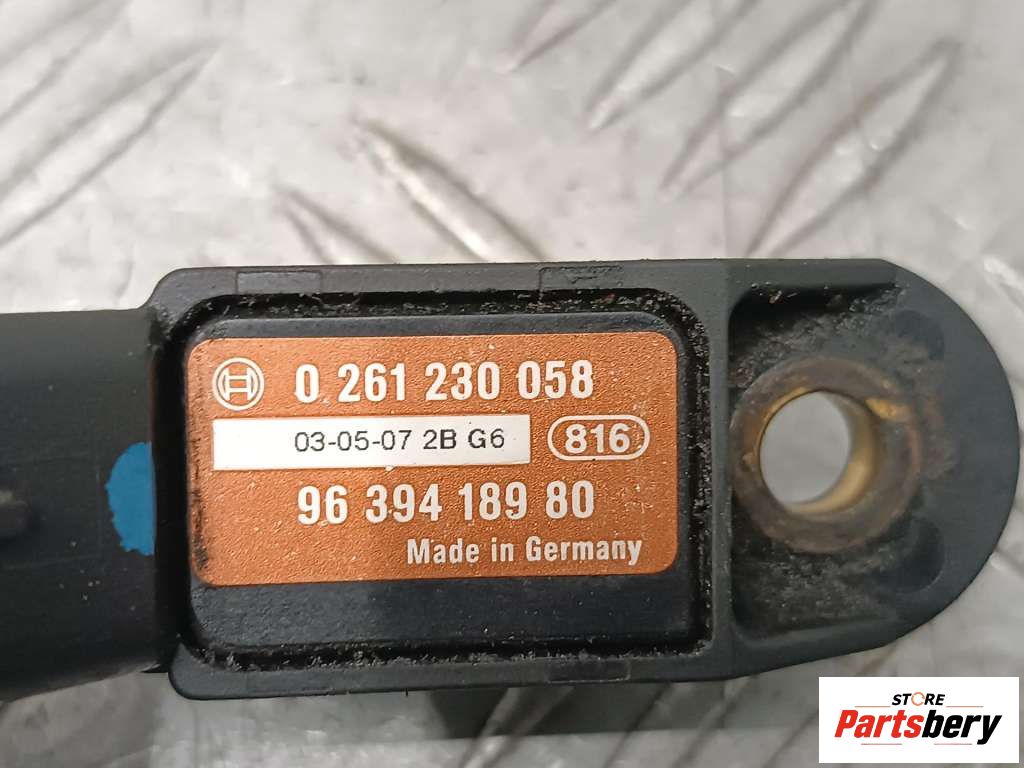 0 261 230 058
03-05-07 2B G6
816
96 394 189 80
Made in Germany
STORE
Partsbery